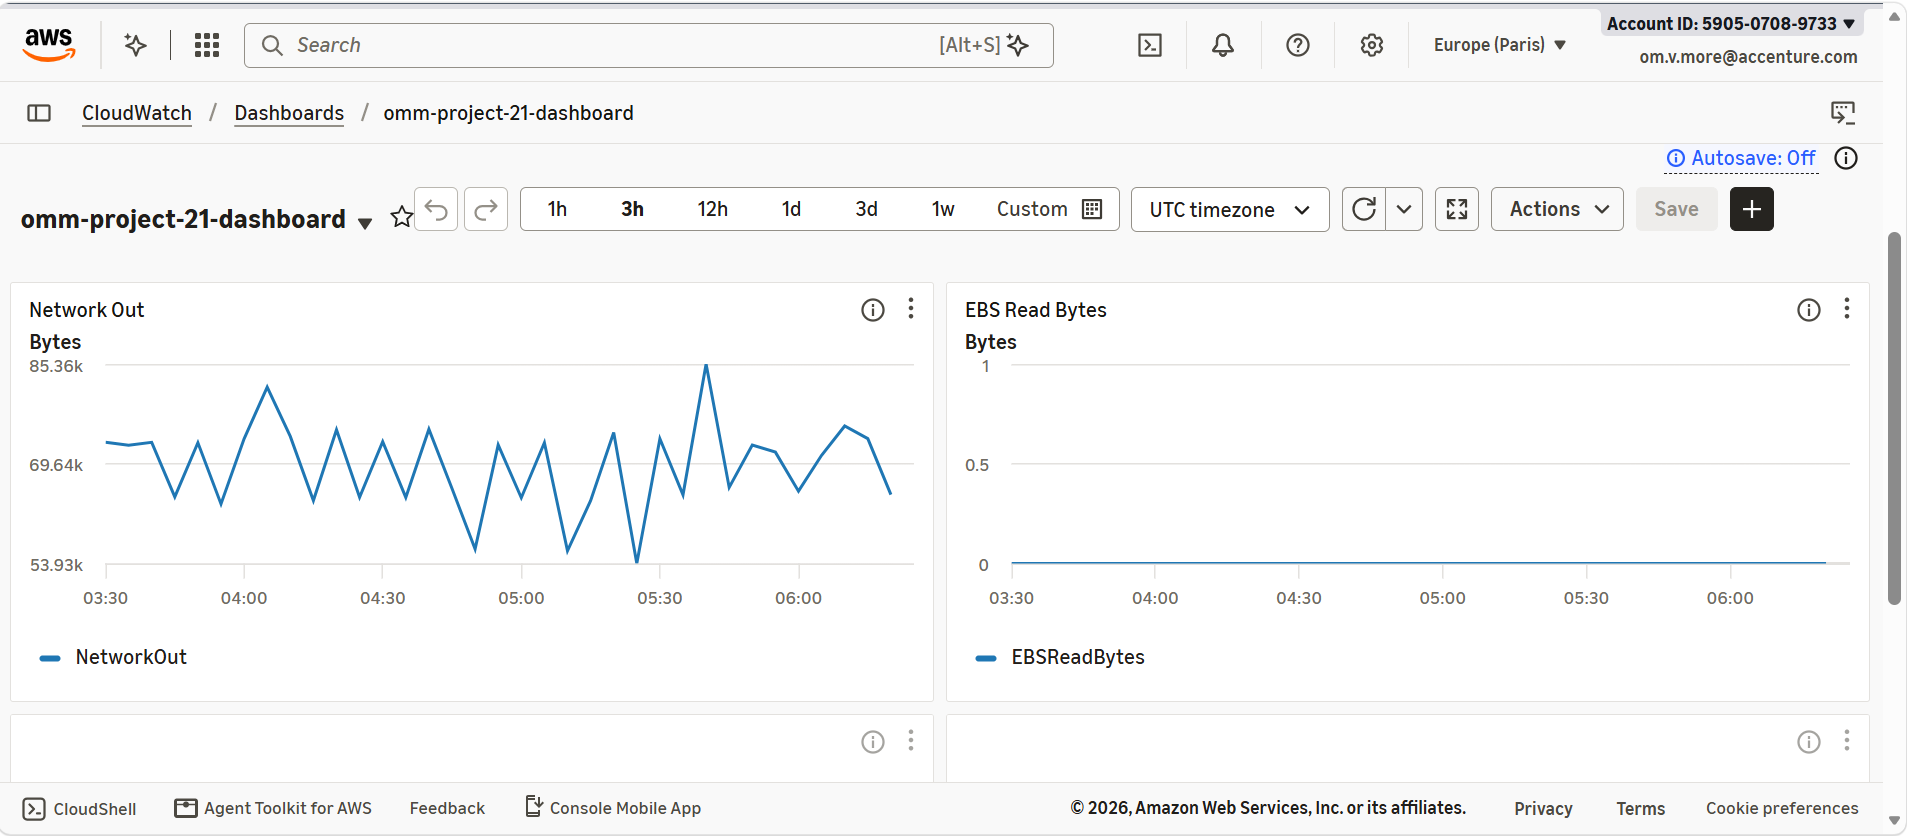 aws
Search
[Alt+S]
Europe (Paris)
Account ID: 5905-0708-9733
om.v.more@accenture.com
CloudWatch / Dashboards / omm-project-21-dashboard
Autosave: Off
omm-project-21-dashboard
1h 3h 12h 1d 3d 1w Custom
UTC timezone
Actions
Save
Network Out
Bytes
85.36k
69.64k
53.93k
03:30 04:00 04:30 05:00 05:30 06:00
NetworkOut
EBS Read Bytes
Bytes
1
0.5
0
03:30 04:00 04:30 05:00 05:30 06:00
EBSReadBytes
CloudShell
Agent Toolkit for AWS
Feedback
Console Mobile App
© 2026, Amazon Web Services, Inc. or its affiliates.
Privacy
Terms
Cookie preferences